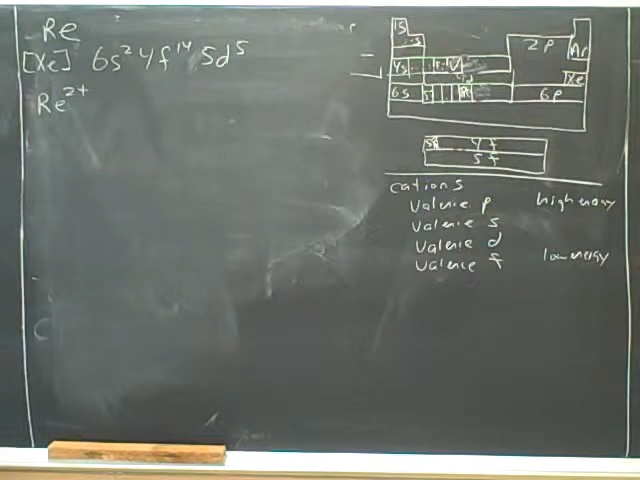 Re
[Xe] 6s² 4f¹⁴ 5d⁵
Re²⁺
1s
2p
Ar
4s
Xe
6s
6p
4f
5f
cations
Valence p high energy
Valence s
Valence d
Valence f low energy